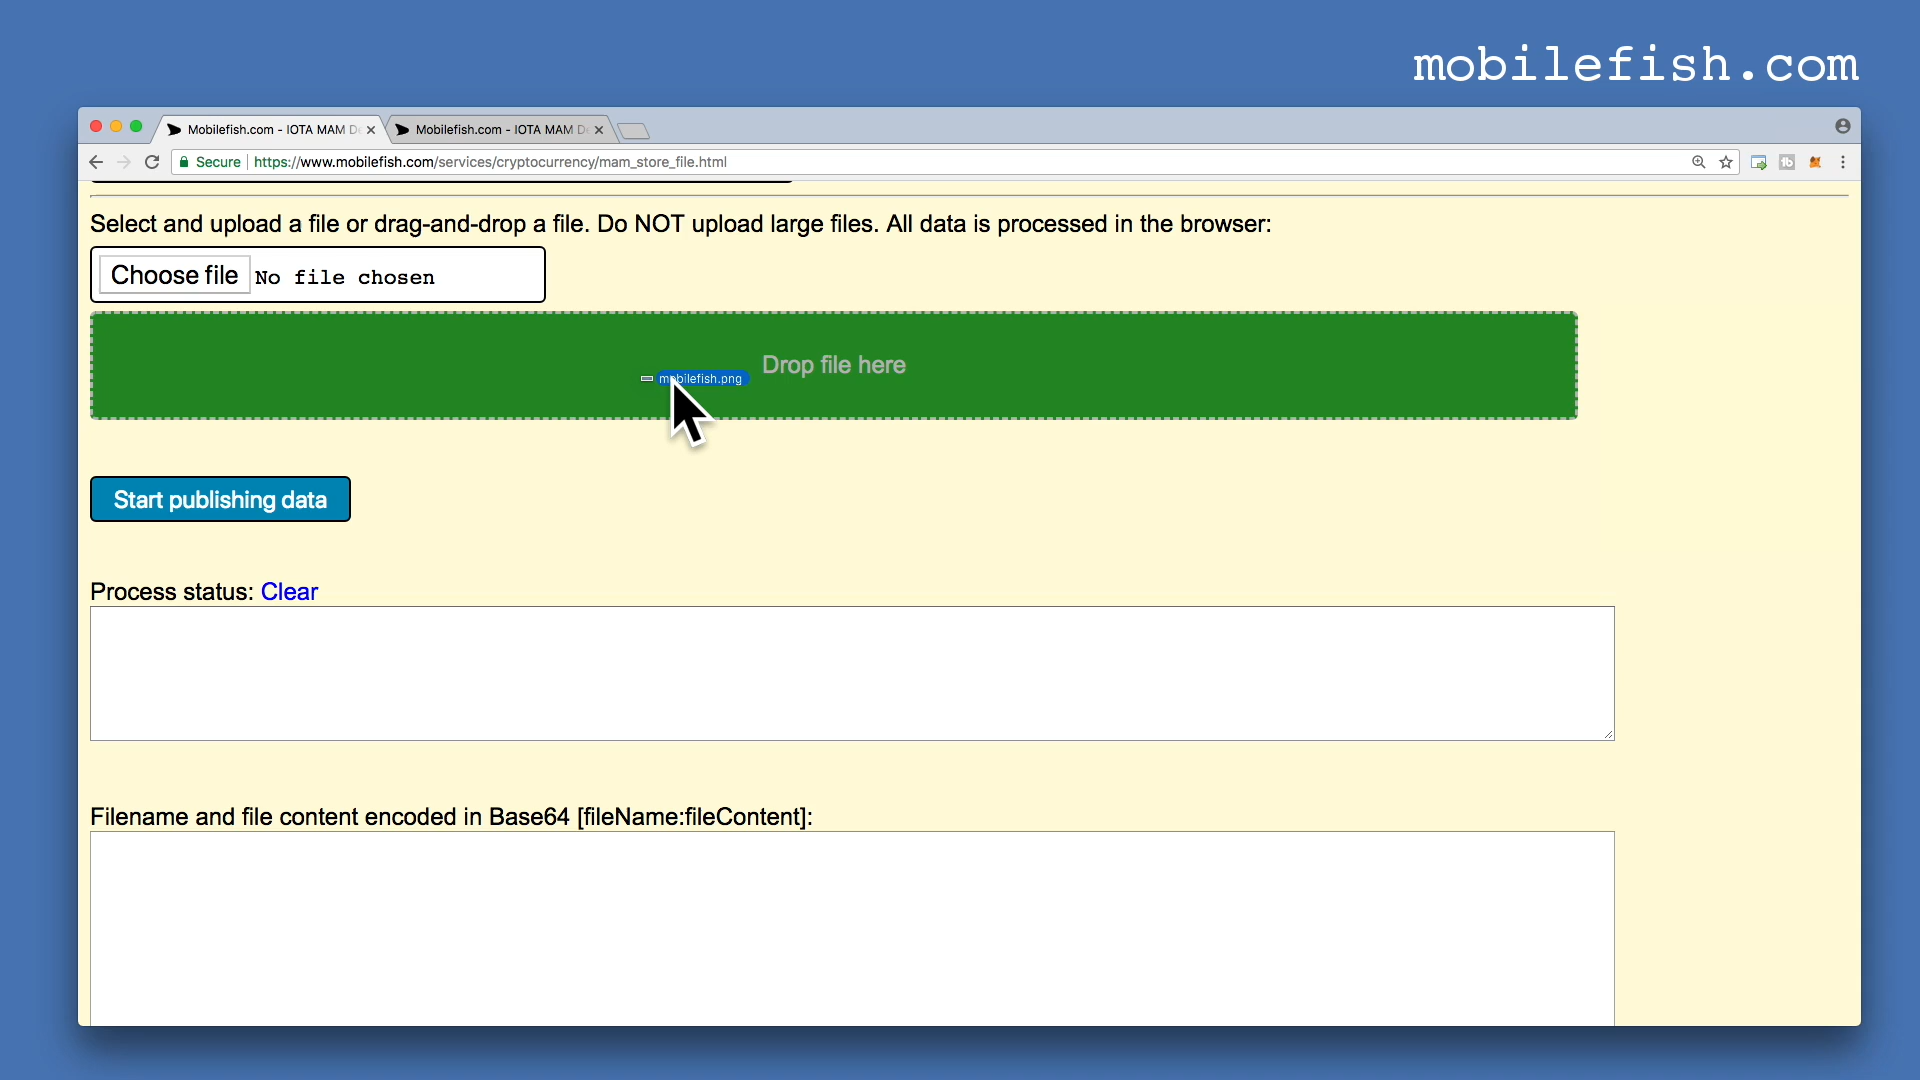 mobilefish.com
Mobilefish.com - IOTA MAM De
Mobilefish.com - IOTA MAM De
Secure
https://www.mobilefish.com/services/cryptocurrency/mam_store_file.html
Select and upload a file or drag-and-drop a file. Do NOT upload large files. All data is processed in the browser:
Choose file No file chosen
Drop file here
mobilefish.png
Start publishing data
Process status: Clear
Filename and file content encoded in Base64 [fileName:fileContent]: